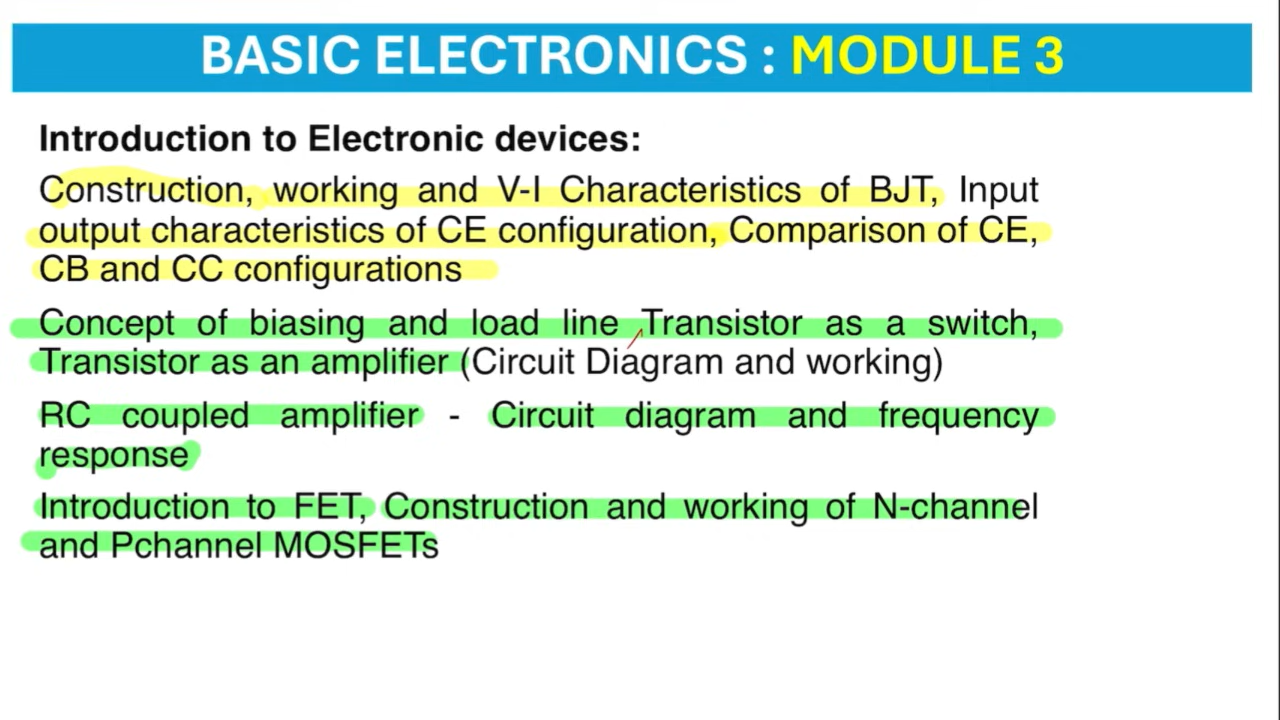 BASIC ELECTRONICS : MODULE 3
Introduction to Electronic devices:
Construction, working and V-I Characteristics of BJT, Input
output characteristics of CE configuration, Comparison of CE,
CB and CC configurations
Concept of biasing and load line ,Transistor as a switch,
Transistor as an amplifier (Circuit Diagram and working)
RC coupled amplifier - Circuit diagram and frequency
response
Introduction to FET, Construction and working of N-channel
and Pchannel MOSFETs